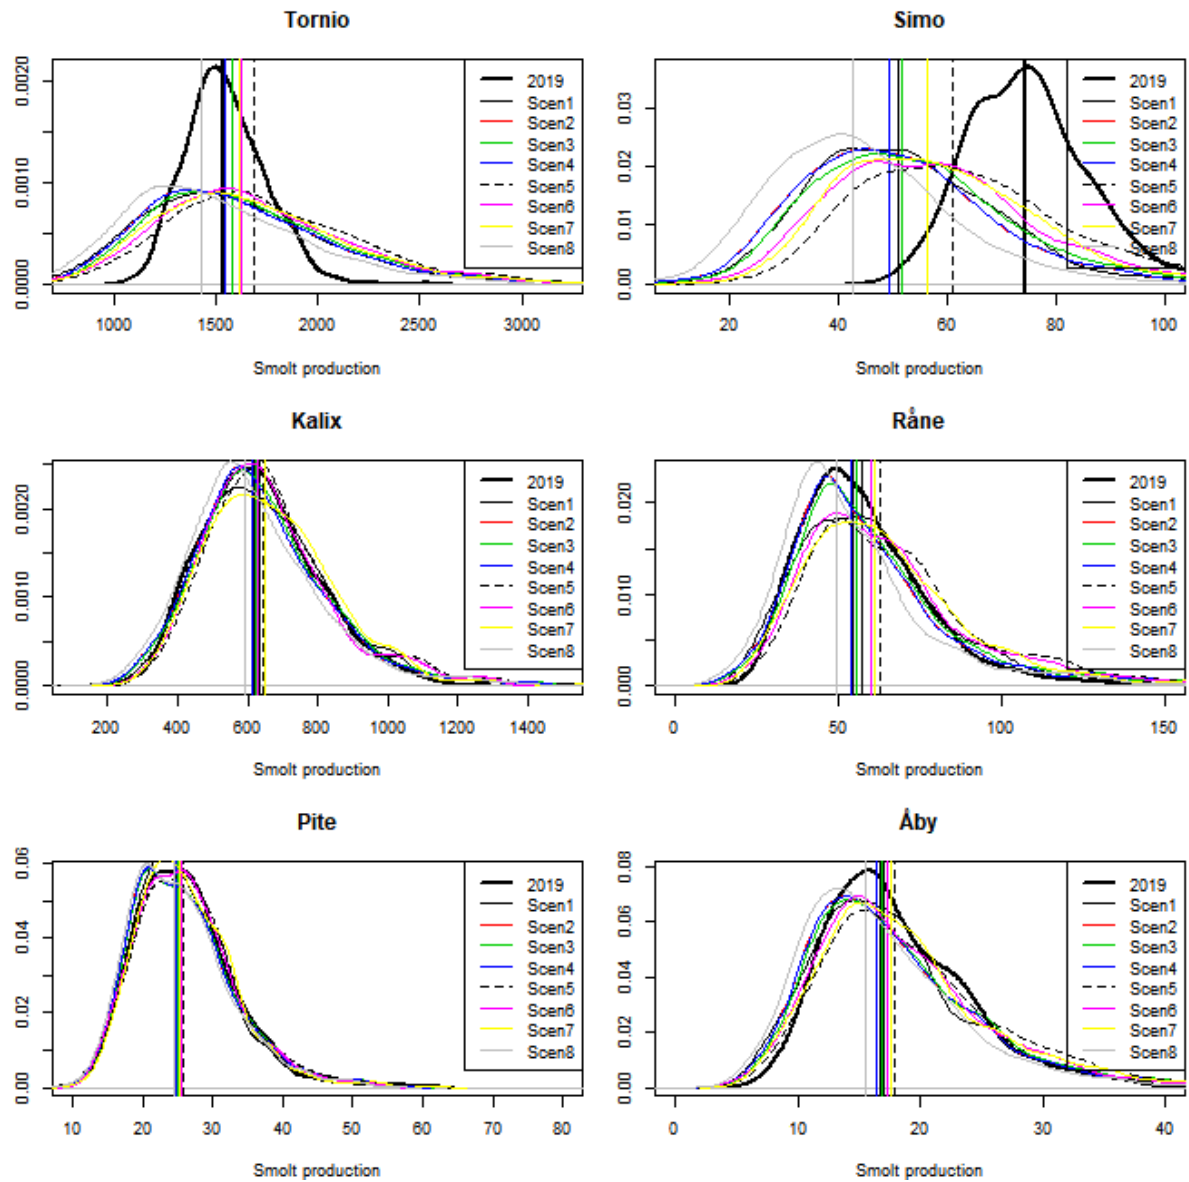 Tornio
0.0000 0.0010 0.0020
2019
Scen1
Scen2
Scen3
Scen4
Scen5
Scen6
Scen7
Scen8
1000 1500 2000 2500 3000
Smolt production
Simo
0.00 0.01 0.02 0.03
2019
Scen1
Scen2
Scen3
Scen4
Scen5
Scen6
Scen7
Scen8
20 40 60 80 100
Smolt production
Kalix
0.0000 0.0010 0.0020
2019
Scen1
Scen2
Scen3
Scen4
Scen5
Scen6
Scen7
Scen8
200 400 600 800 1000 1200 1400
Smolt production
Råne
0.000 0.010 0.020
2019
Scen1
Scen2
Scen3
Scen4
Scen5
Scen6
Scen7
Scen8
0 50 100 150
Smolt production
Pite
0.00 0.02 0.04 0.06
2019
Scen1
Scen2
Scen3
Scen4
Scen5
Scen6
Scen7
Scen8
10 20 30 40 50 60 70 80
Smolt production
Åby
0.00 0.02 0.04 0.06 0.08
2019
Scen1
Scen2
Scen3
Scen4
Scen5
Scen6
Scen7
Scen8
0 10 20 30 40
Smolt production